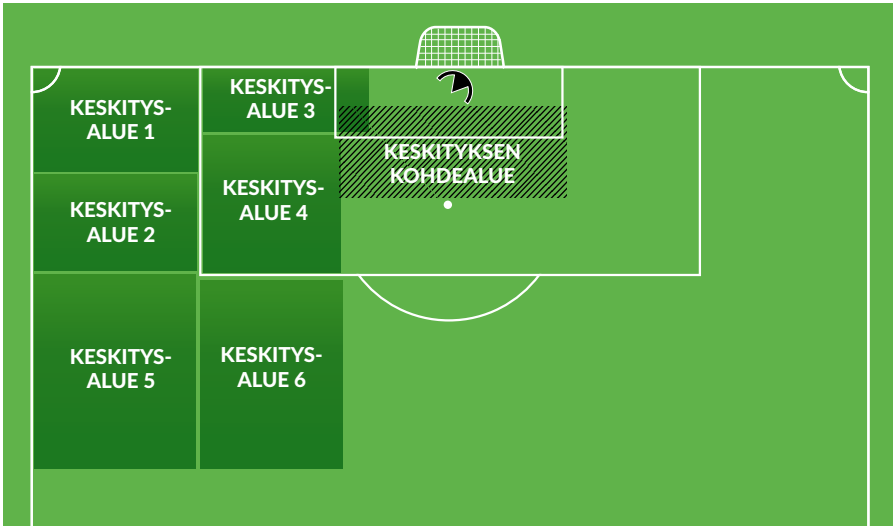 KESKITYS-
ALUE 1
KESKITYS-
ALUE 2
KESKITYS-
ALUE 3
KESKITYS-
ALUE 4
KESKITYKSEN
KOHDEALUE
KESKITYS-
ALUE 5
KESKITYS-
ALUE 6